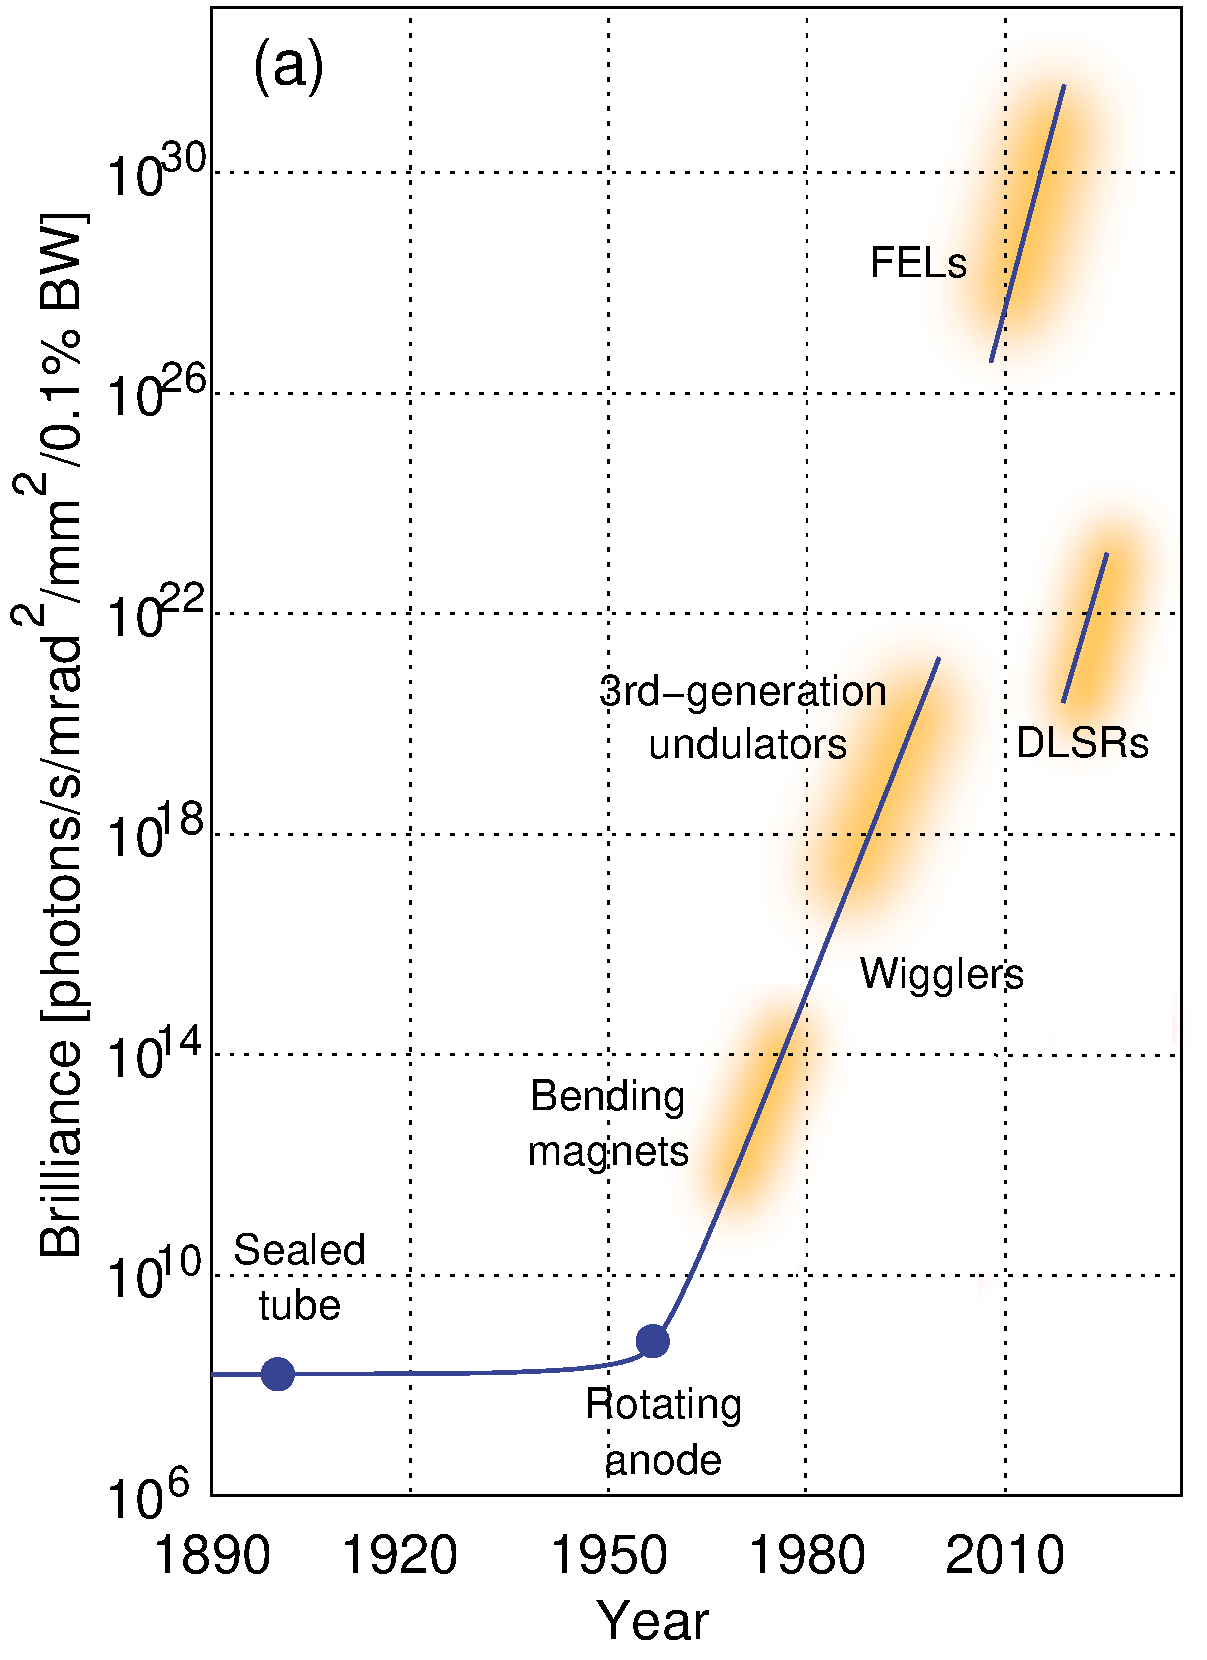 (a)
10^30
10^26
10^22
10^18
10^14
10^10
10^6
Brilliance [photons/s/mrad^2/mm^2/0.1% BW]
FELs
3rd−generation
undulators
DLSRs
Wigglers
Bending
magnets
Sealed
tube
Rotating
anode
1890 1920 1950 1980 2010
Year